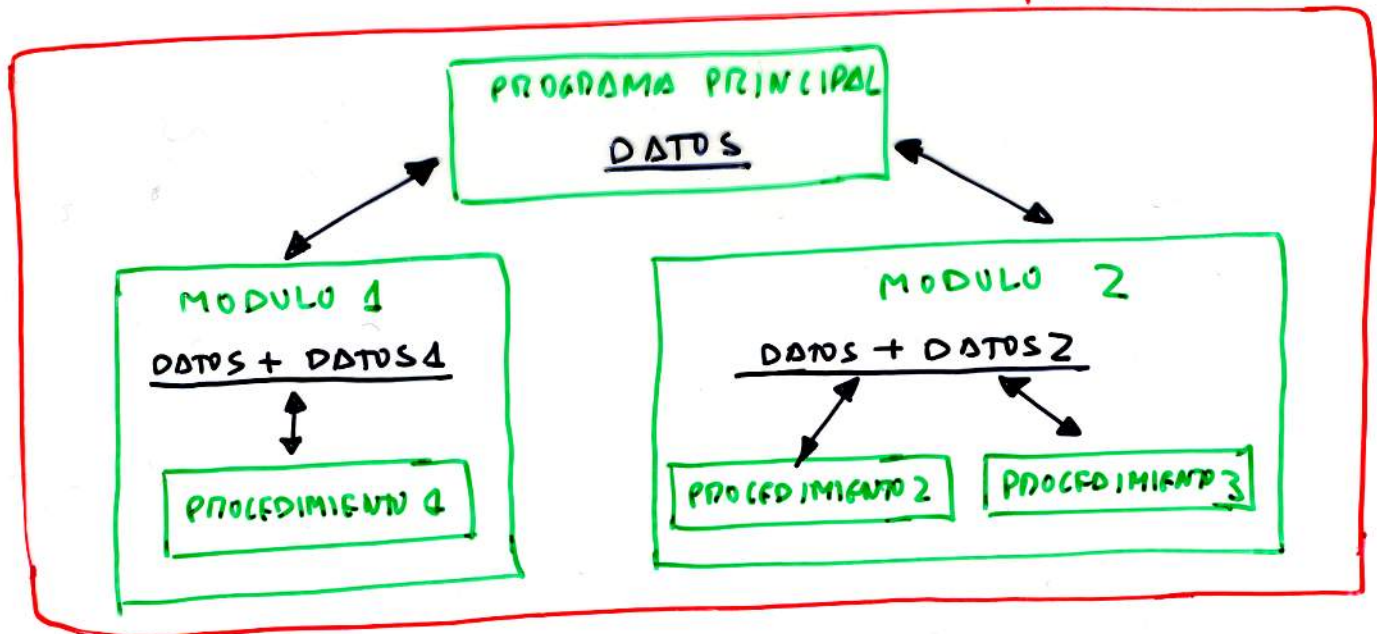 PROGRAMA PRINCIPAL
DATOS
MODULO 1
DATOS + DATOS1
PROCEDIMIENTO 1
MODULO 2
DATOS + DATOS2
PROCEDIMIENTO 2
PROCEDIMIENTO 3